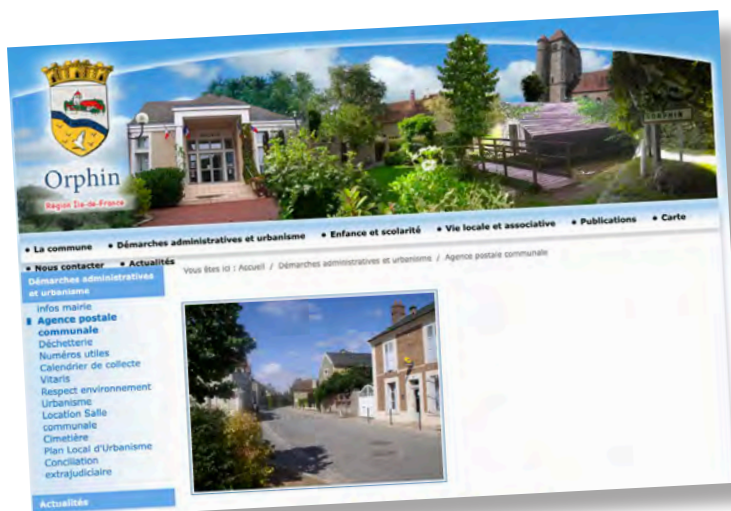 Orphin
Région Ile-de-France
MAIRIE
ORPHIN
• La commune • Démarches administratives et urbanisme • Enfance et scolarité • Vie locale et associative • Publications • Carte
• Nous contacter • Actualités
Vous êtes ici : Accueil / Démarches administratives et urbanisme / Agence postale communale
Démarches administratives
et urbanisme
infos mairie
Agence postale
communale
Déchetterie
Numéros utiles
Calendrier de collecte
Vitaris
Respect environnement
Urbanisme
Location Salle
communale
Cimetière
Plan Local d'Urbanisme
Conciliation
extrajudiciaire
Actualités